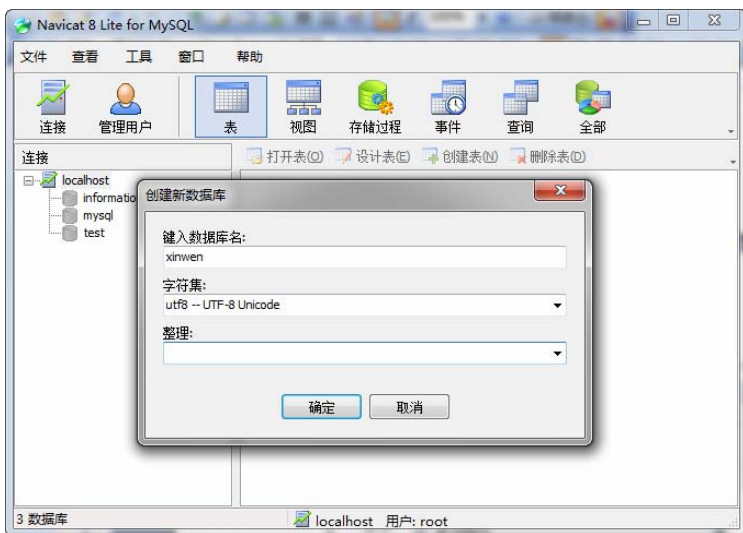 Navicat 8 Lite for MySQL
文件 查看 工具 窗口 帮助
连接 管理用户 表 视图 存储过程 事件 查询 全部
连接
打开表(O) 设计表(E) 创建表(N) 删除表(D)
localhost
informatio
mysql
test
创建新数据库
键入数据库名:
xinwen
字符集:
utf8 -- UTF-8 Unicode
整理:
确定 取消
3 数据库
localhost 用户: root